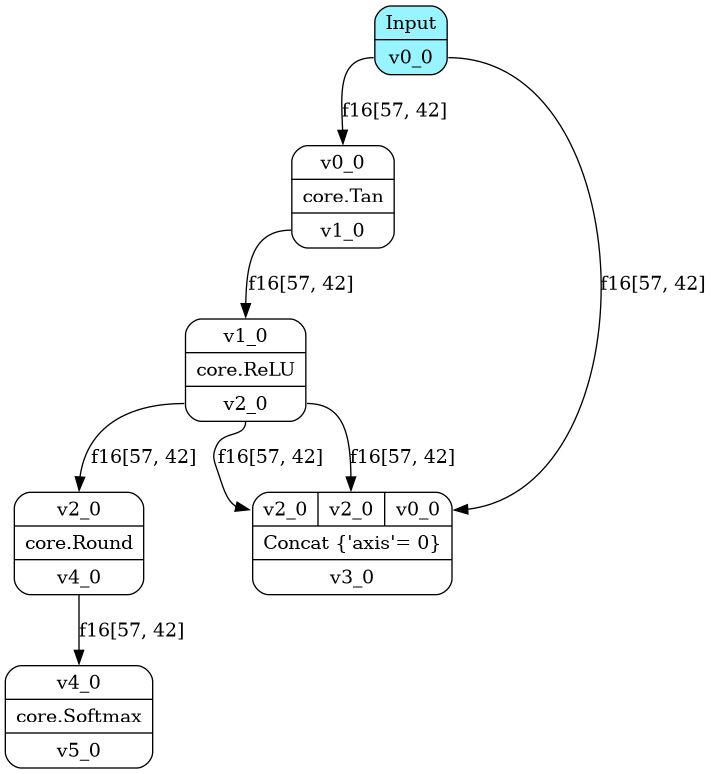 Input
v0_0
f16[57, 42]
v0_0
core.Tan
v1_0
f16[57, 42]
f16[57, 42]
v1_0
core.ReLU
v2_0
f16[57, 42]
f16[57, 42]
f16[57, 42]
v2_0
core.Round
v4_0
v2_0 v2_0 v0_0
Concat {'axis'= 0}
v3_0
f16[57, 42]
v4_0
core.Softmax
v5_0